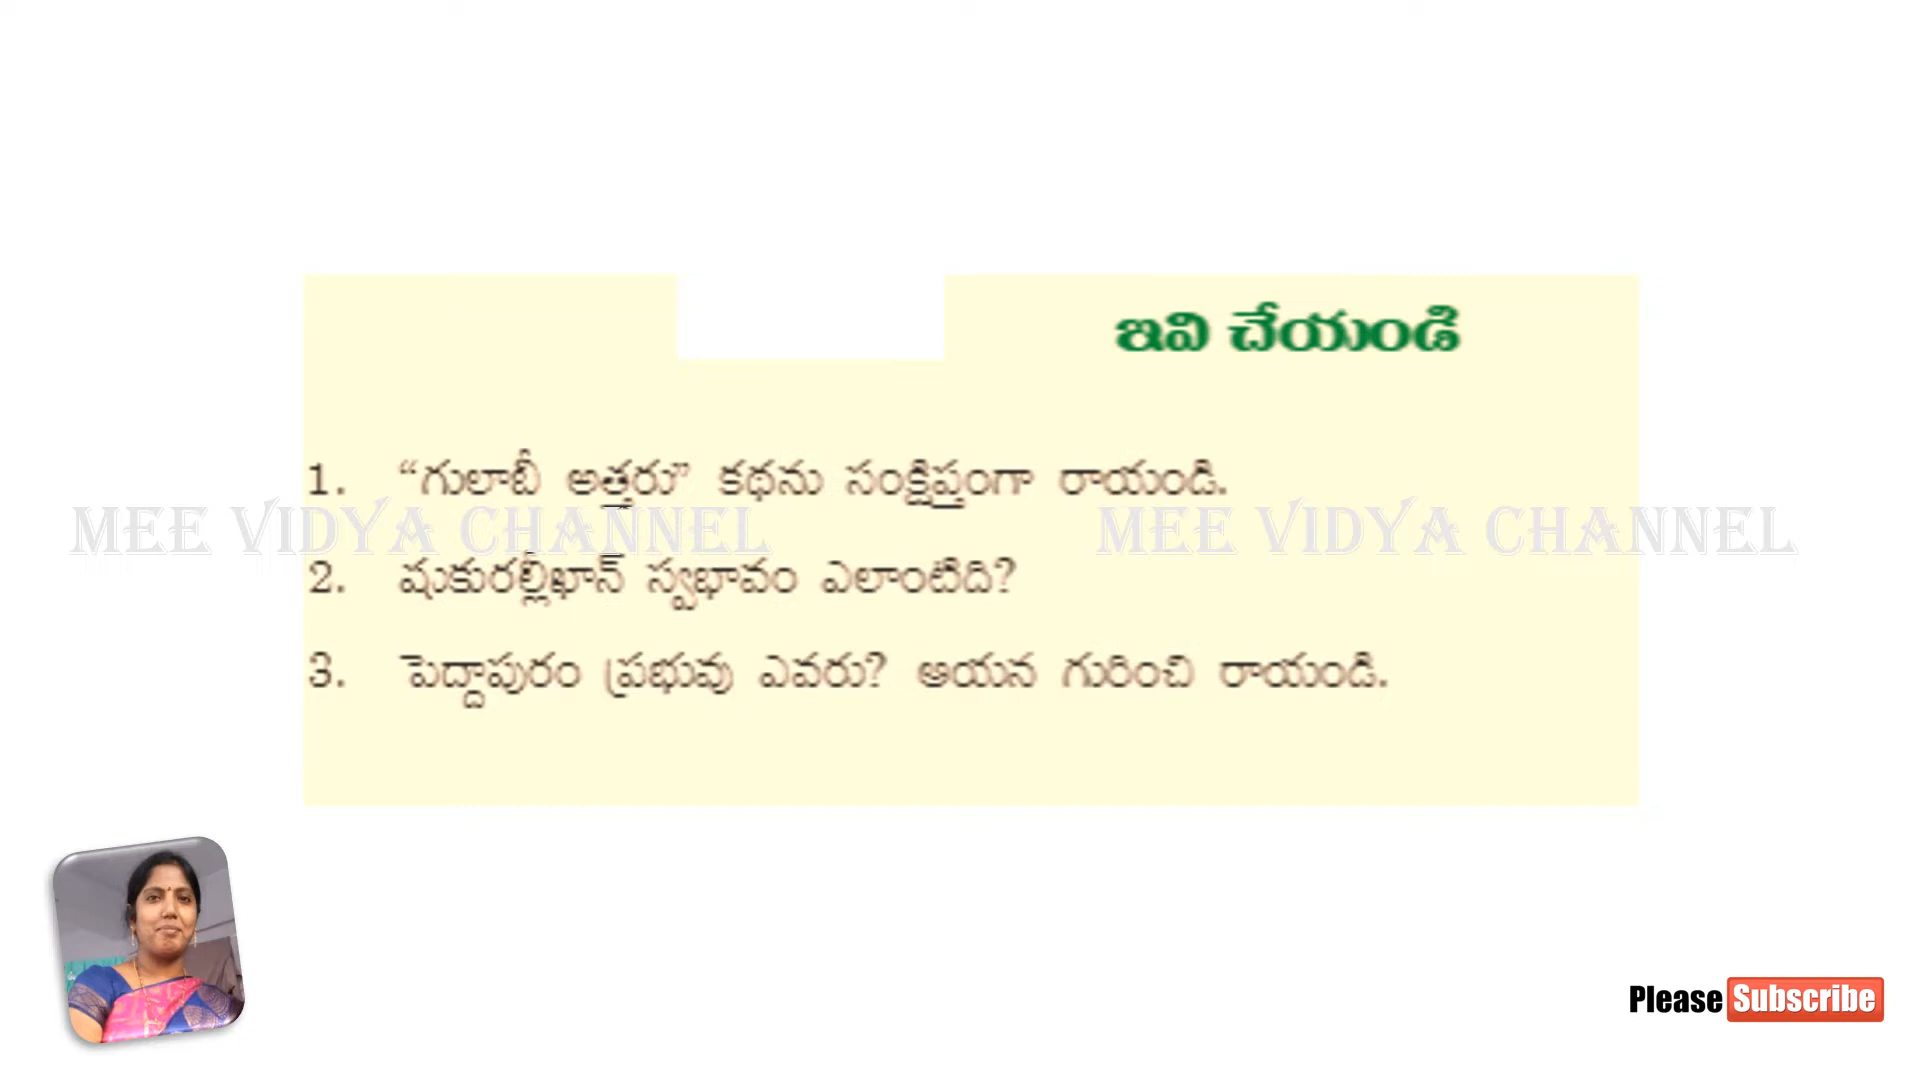 ఇవి చేయండి
1. “గులాబీ అత్తరు” కథను సంక్షిప్తంగా రాయండి.
MEE VIDYA CHANNEL MEE VIDYA CHANNEL
2. షుకురల్లీఖాన్ స్వభావం ఎలాంటిది?
3. పెద్దాపురం ప్రభువు ఎవరు? ఆయన గురించి రాయండి.
Please Subscribe